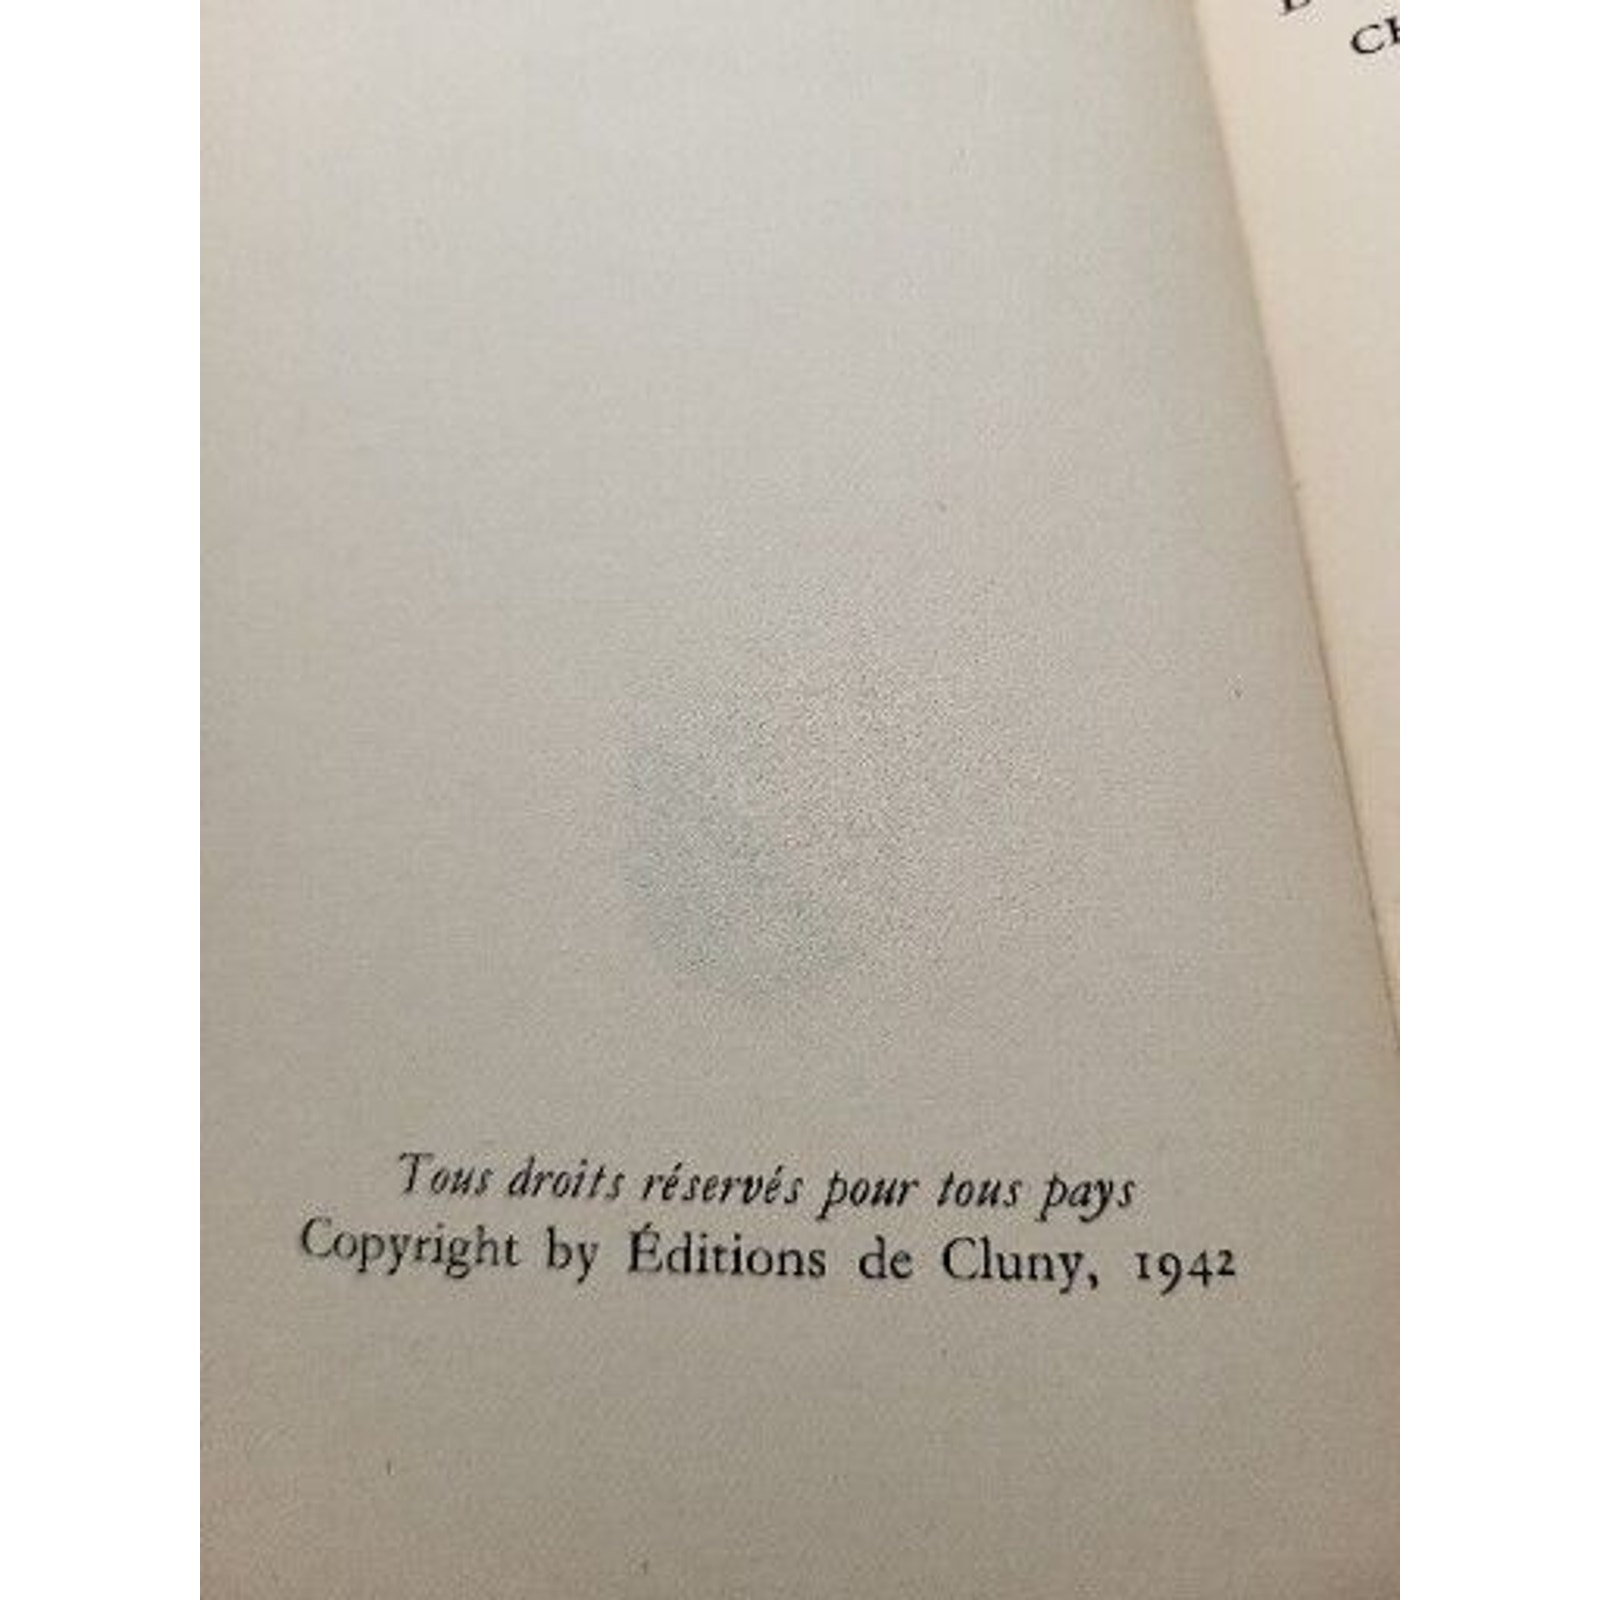 Tous droits réservés pour tous pays
Copyright by Éditions de Cluny, 1942